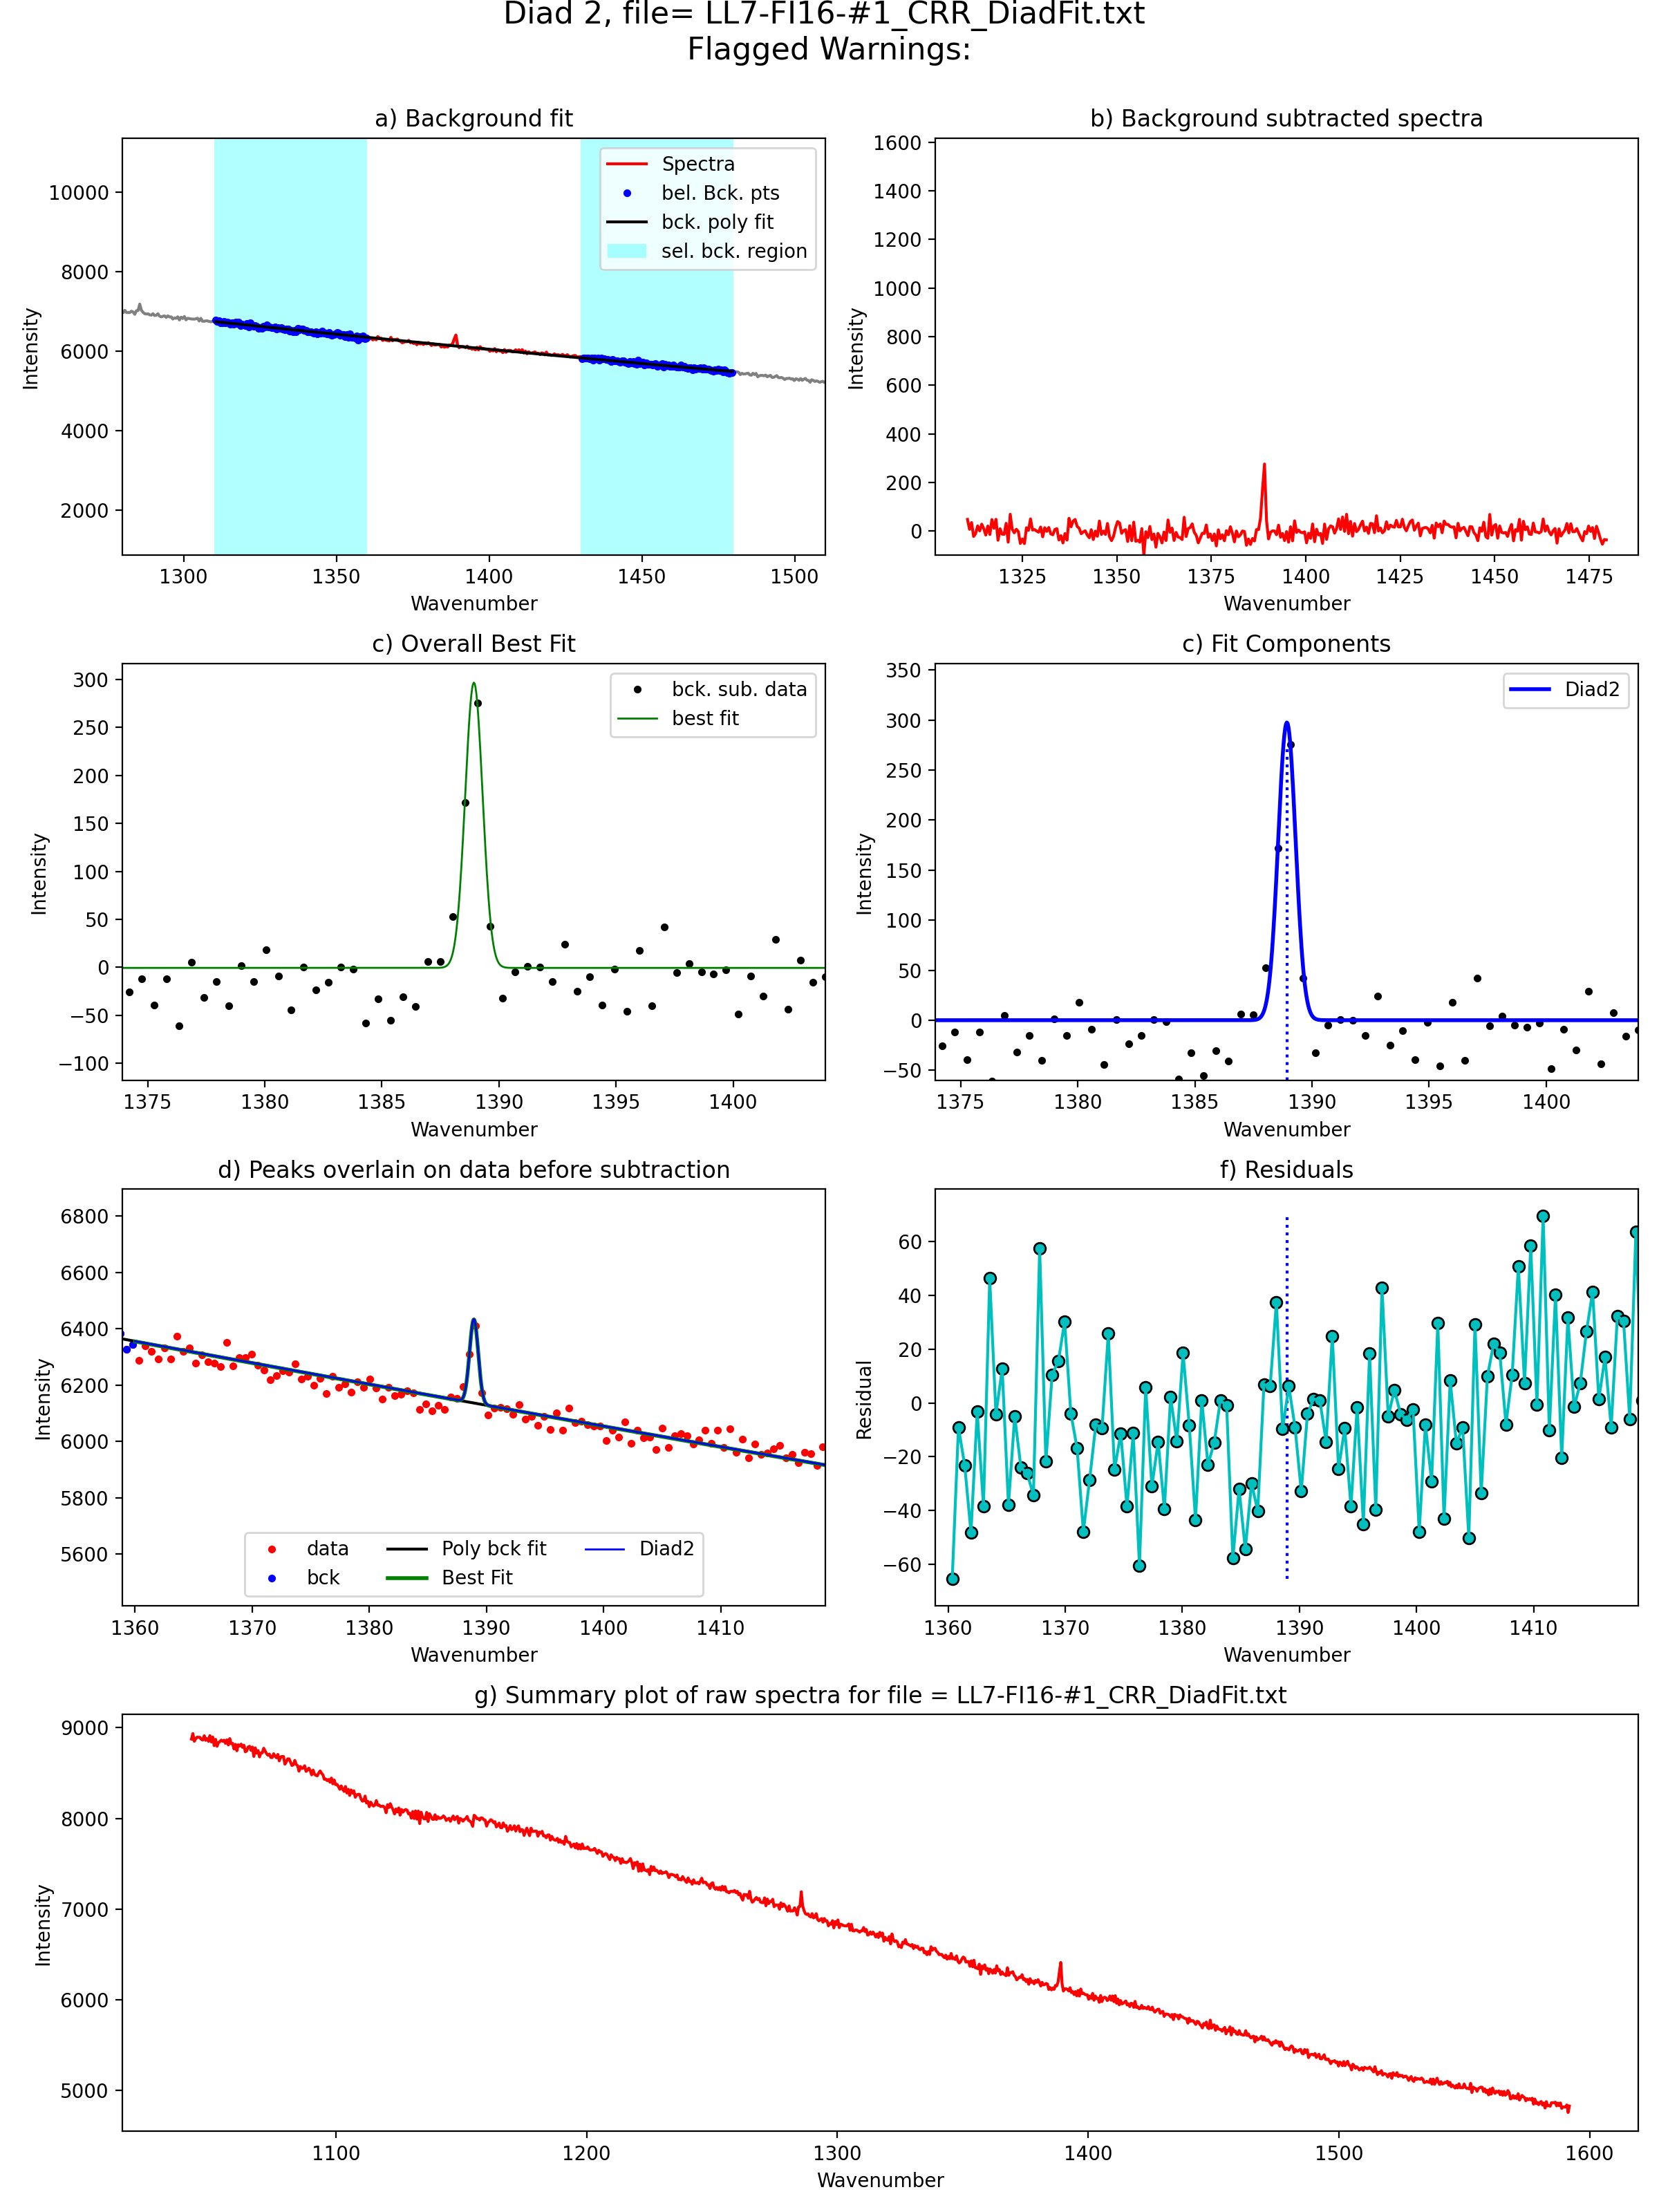 Diad 2, file= LL7-FI16-#1_CRR_DiadFit.txt
Flagged Warnings:
a) Background fit
Intensity
10000
8000
6000
4000
2000
Spectra
bel. Bck. pts
bck. poly fit
sel. bck. region
1300 1350 1400 1450 1500
Wavenumber
b) Background subtracted spectra
Intensity
1600
1400
1200
1000
800
600
400
200
0
1325 1350 1375 1400 1425 1450 1475
Wavenumber
c) Overall Best Fit
Intensity
300
250
200
150
100
50
0
−50
−100
bck. sub. data
best fit
1375 1380 1385 1390 1395 1400
Wavenumber
c) Fit Components
Intensity
350
300
250
200
150
100
50
0
−50
Diad2
1375 1380 1385 1390 1395 1400
Wavenumber
d) Peaks overlain on data before subtraction
Intensity
6800
6600
6400
6200
6000
5800
5600
data Poly bck fit Diad2
bck Best Fit
1360 1370 1380 1390 1400 1410
Wavenumber
f) Residuals
Residual
60
40
20
0
−20
−40
−60
1360 1370 1380 1390 1400 1410
Wavenumber
g) Summary plot of raw spectra for file = LL7-FI16-#1_CRR_DiadFit.txt
Intensity
9000
8000
7000
6000
5000
1100 1200 1300 1400 1500 1600
Wavenumber